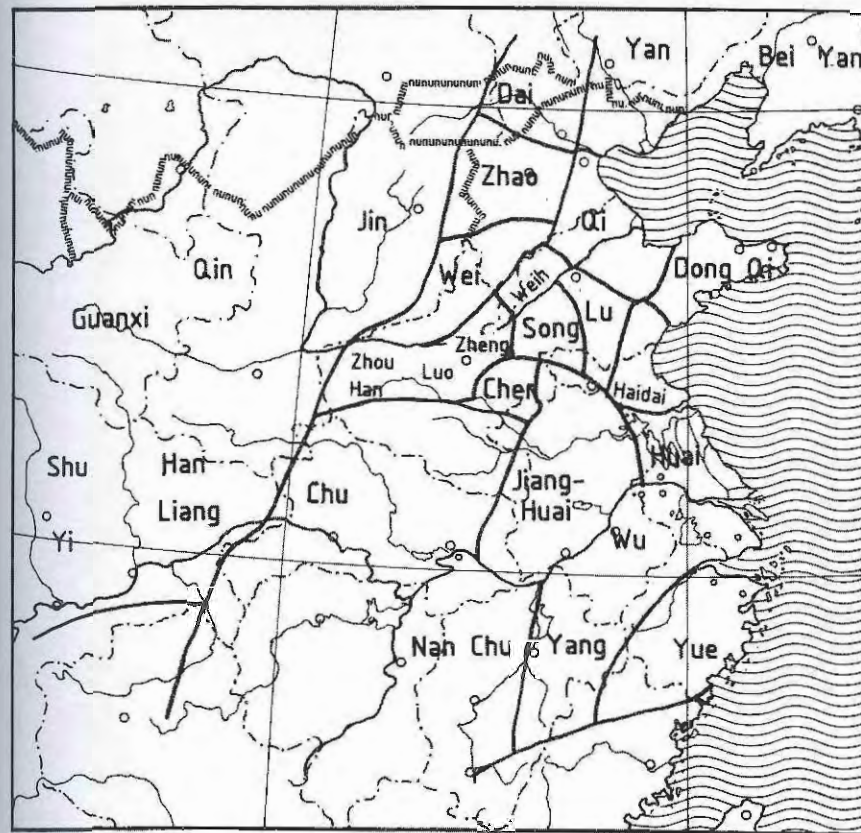 Yan
Bei Yan
Dai
Zhao
Jin
Qi
Qin
Wei
Weih
Dong Qi
Guanxi
Lu
Song
Zheng
Zhou
Luo
Han
Chen
Haidai
Shu
Han
Huai
Chu
Jiang-
Huai
Liang
Yi
Wu
Nan Chu
Yang
Yue